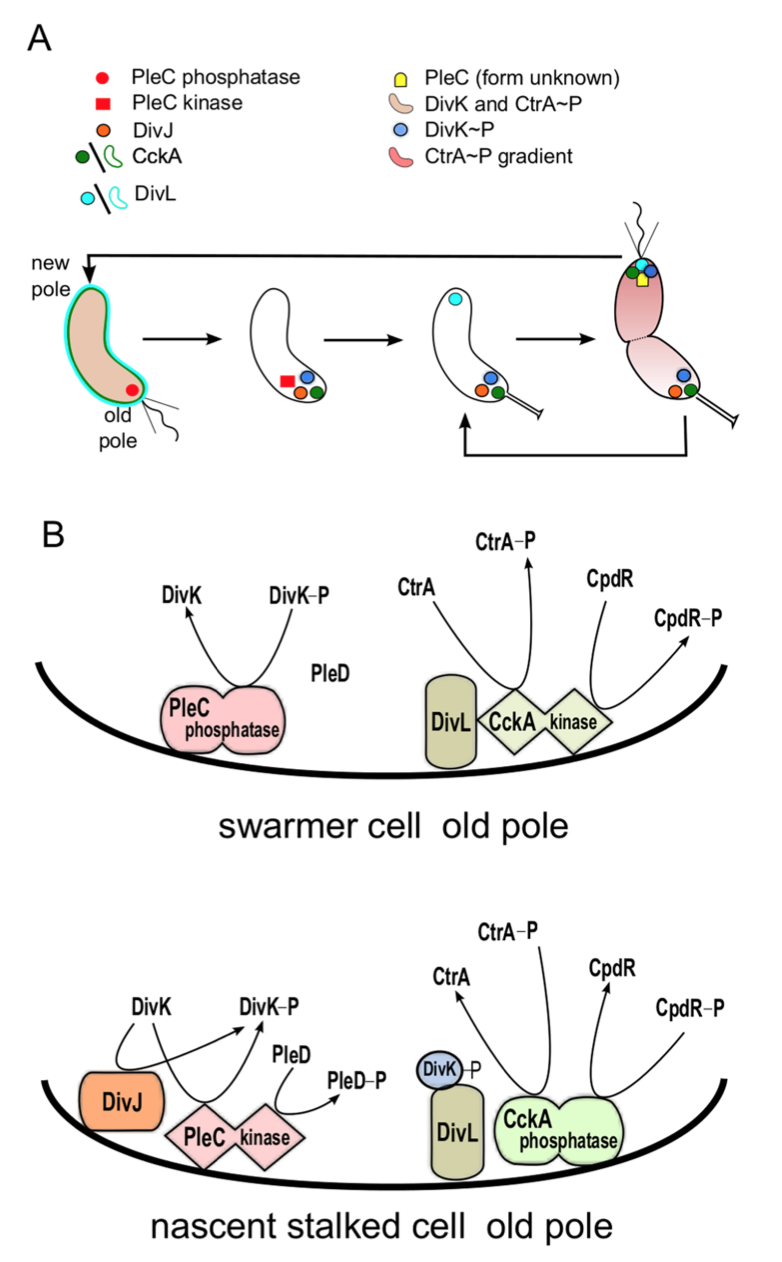 A
PleC phosphatase
PleC kinase
DivJ
CckA
DivL
PleC (form unknown)
DivK and CtrA~P
DivK~P
CtrA~P gradient
new
pole
old
pole
B
DivK
DivK–P
PleD
PleC
phosphatase
CtrA
CtrA–P
CpdR
CpdR–P
DivL
CckA
kinase
swarmer cell old pole
DivK
DivK–P
PleD
PleD–P
DivJ
PleC
kinase
CtrA–P
CtrA
CpdR
CpdR–P
DivK–P
DivL
CckA
phosphatase
nascent stalked cell old pole